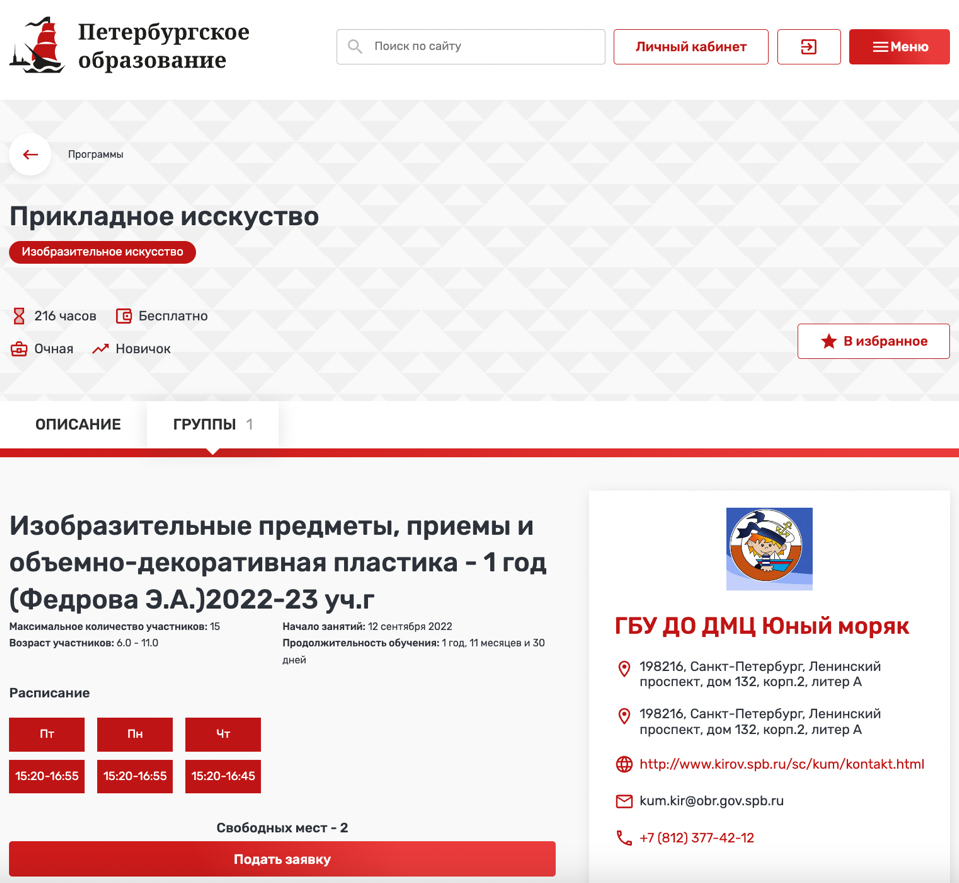 Петербургское
образование
Поиск по сайту
Личный кабинет
Меню
Программы
Прикладное исскуство
Изобразительное искусство
216 часов
Бесплатно
Очная
Новичок
В избранное
ОПИСАНИЕ
ГРУППЫ 1
Изобразительные предметы, приемы и
объемно-декоративная пластика - 1 год
(Федрова Э.А.)2022-23 уч.г
Максимальное количество участников: 15
Возраст участников: 6.0 - 11.0
Начало занятий: 12 сентября 2022
Продолжительность обучения: 1 год, 11 месяцев и 30
дней
Расписание
Пт Пн Чт
15:20-16:55 15:20-16:55 15:20-16:45
Свободных мест - 2
Подать заявку
ГБУ ДО ДМЦ Юный моряк
198216, Санкт-Петербург, Ленинский
проспект, дом 132, корп.2, литер А
198216, Санкт-Петербург, Ленинский
проспект, дом 132, корп.2, литер А
http://www.kirov.spb.ru/sc/kum/kontakt.html
kum.kir@obr.gov.spb.ru
+7 (812) 377-42-12